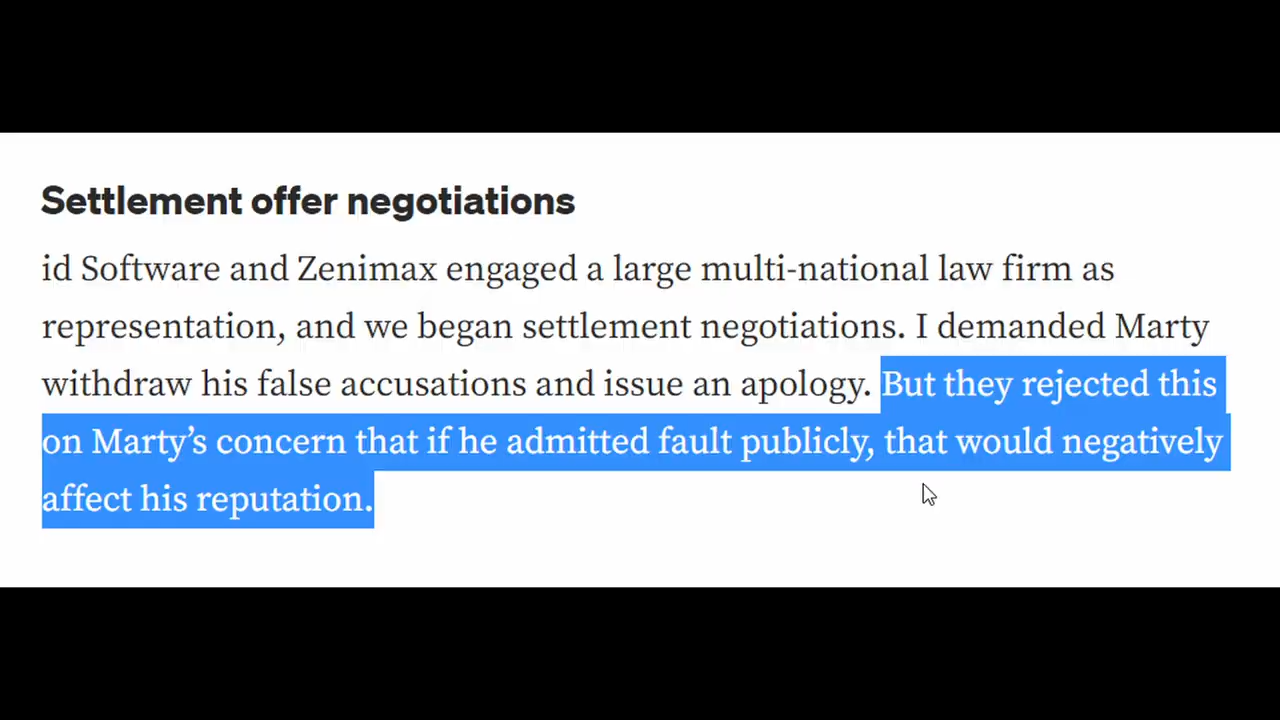 Settlement offer negotiations
id Software and Zenimax engaged a large multi-national law firm as
representation, and we began settlement negotiations. I demanded Marty
withdraw his false accusations and issue an apology. But they rejected this
on Marty’s concern that if he admitted fault publicly, that would negatively
affect his reputation.